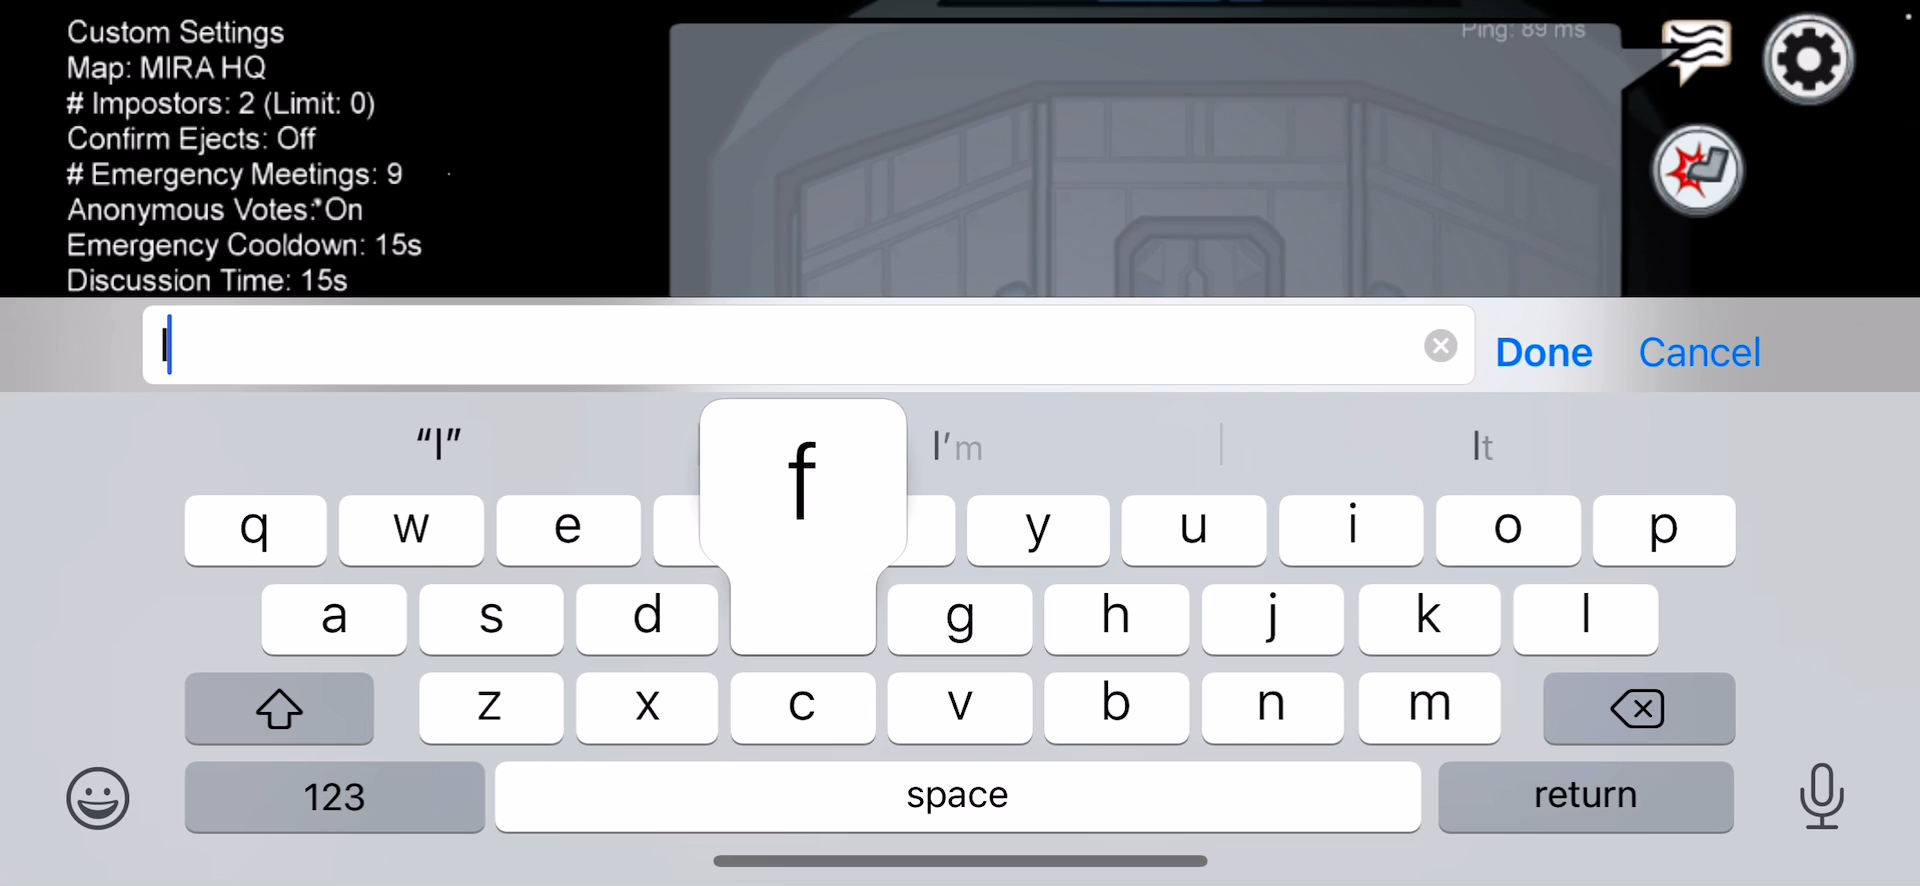 Custom Settings
Map: MIRA HQ
# Impostors: 2 (Limit: 0)
Confirm Ejects: Off
# Emergency Meetings: 9
Anonymous Votes: On
Emergency Cooldown: 15s
Discussion Time: 15s
Ping: 89 ms
I
Done
Cancel
“I”
I’m
It
f
q w e y u i o p
a s d g h j k l
z x c v b n m
123
space
return